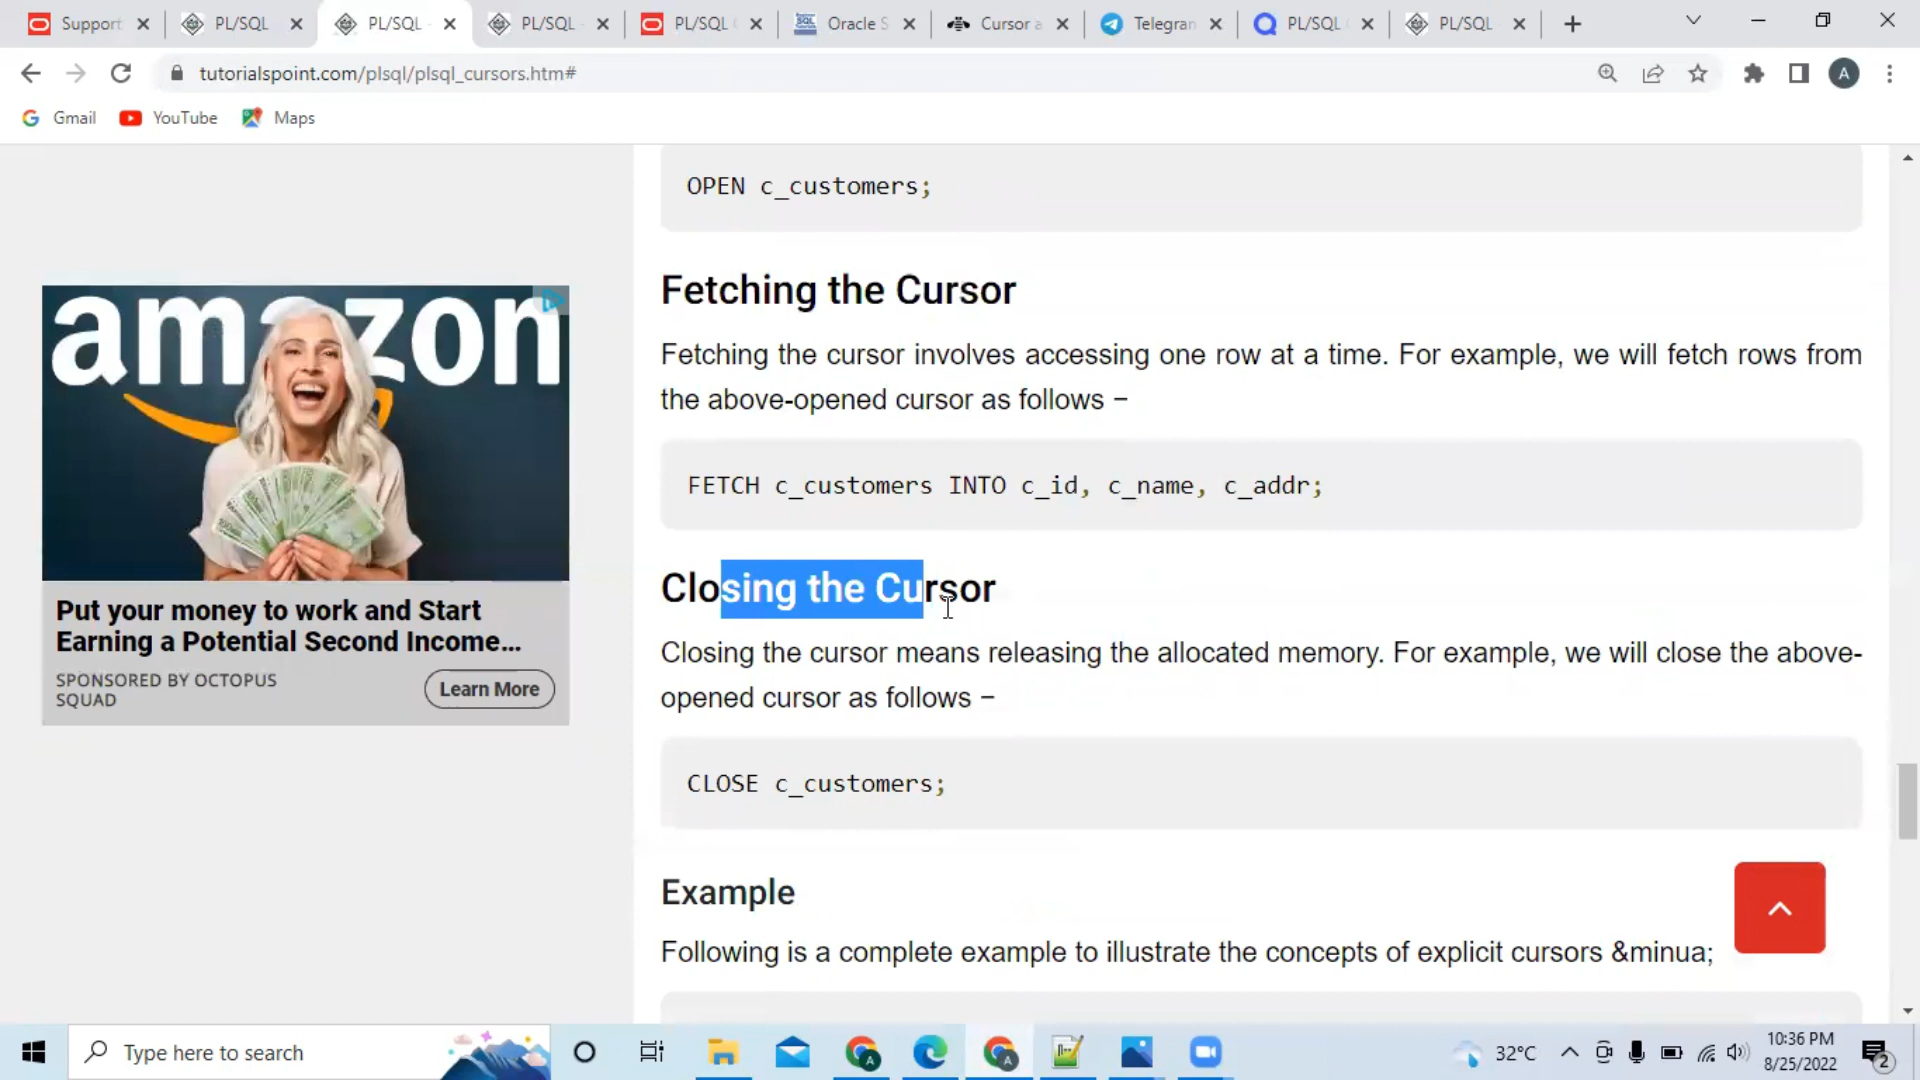 Support
PL/SQL
PL/SQL -
PL/SQL -
PL/SQL
Oracle S
Cursor a
Telegran
PL/SQL
PL/SQL
tutorialspoint.com/plsql/plsql_cursors.htm#
A
Gmail
YouTube
Maps
OPEN c_customers;
Fetching the Cursor
Fetching the cursor involves accessing one row at a time. For example, we will fetch rows from
the above-opened cursor as follows −
FETCH c_customers INTO c_id, c_name, c_addr;
Closing the Cursor
Closing the cursor means releasing the allocated memory. For example, we will close the above-
opened cursor as follows −
CLOSE c_customers;
Example
Following is a complete example to illustrate the concepts of explicit cursors &minua;
amazon
Put your money to work and Start
Earning a Potential Second Income...
SPONSORED BY OCTOPUS
SQUAD
Learn More
Type here to search
32°C
10:36 PM
8/25/2022
2